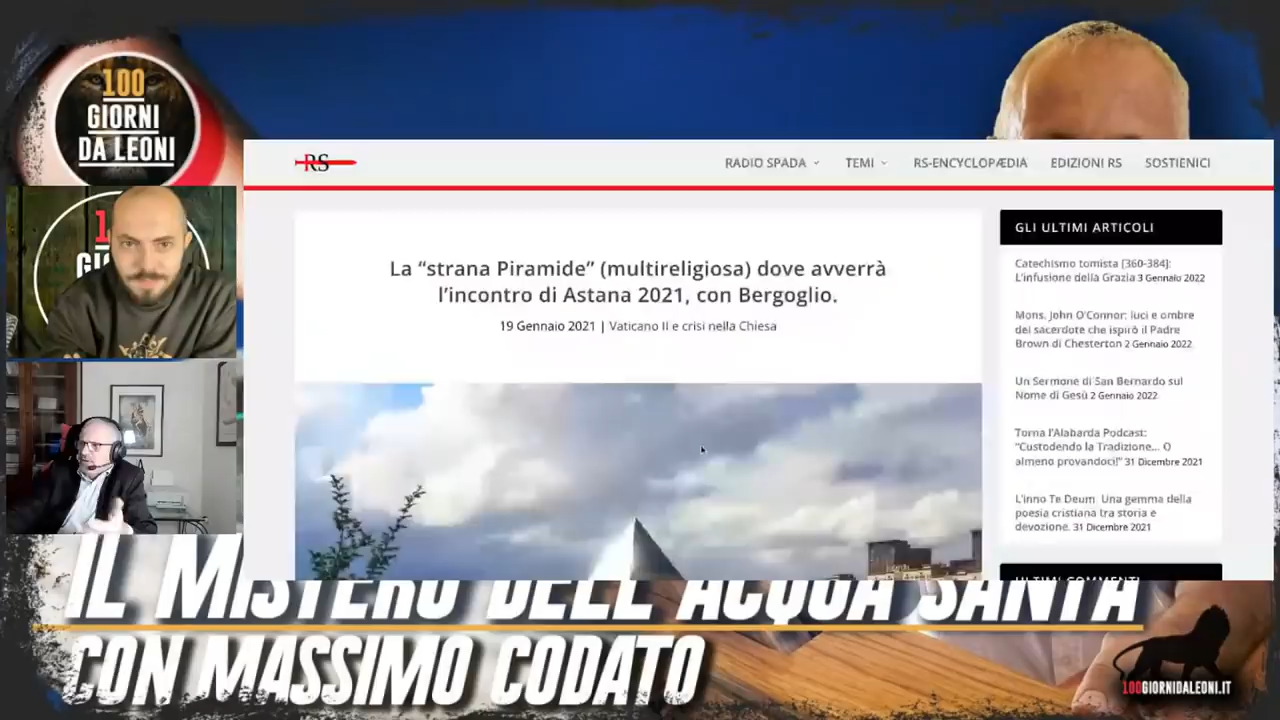 100
GIORNI
DA LEONI
RS
RADIO SPADA
TEMI
RS-ENCYCLOPÆDIA
EDIZIONI RS
SOSTIENICI
La “strana Piramide” (multireligiosa) dove avverrà
l’incontro di Astana 2021, con Bergoglio.
19 Gennaio 2021 | Vaticano II e crisi nella Chiesa
GLI ULTIMI ARTICOLI
Catechismo tomista [360-384]:
L’infusione della Grazia 3 Gennaio 2022
Mons. John O’Connor: luci e ombre
del sacerdote che ispirò il Padre
Brown di Chesterton 2 Gennaio 2022
Un Sermone di San Bernardo sul
Nome di Gesù 2 Gennaio 2022
Torna l’Alabarda Podcast:
“Custodendo la Tradizione... O
almeno provandoci!” 31 Dicembre 2021
L’inno Te Deum. Una gemma della
poesia cristiana tra storia e
devozione. 31 Dicembre 2021
ULTIMI COMMENTI
IL MISTERO DELL'ACQUA SANTA
CON MASSIMO CODATO
100GIORNIDALEONI.IT